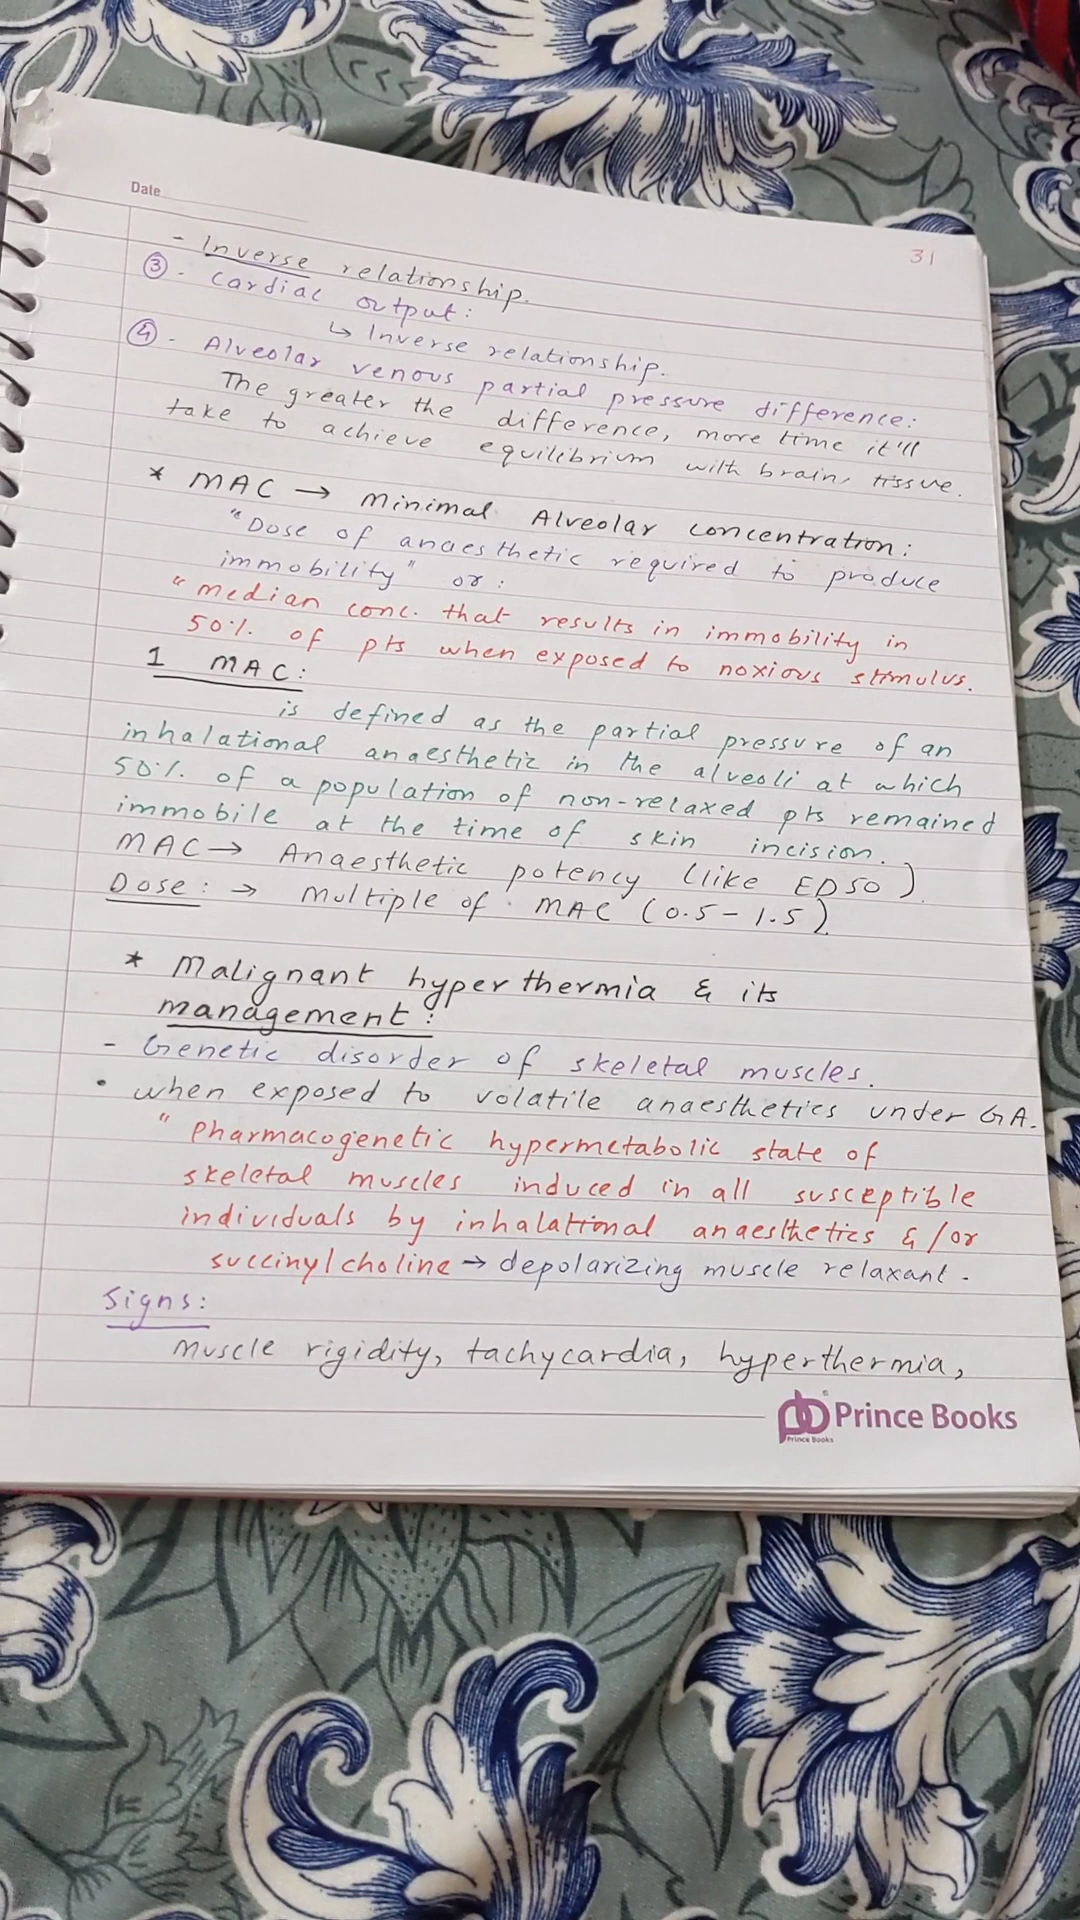 Date
31
- Inverse relationship.
③ - Cardiac output:
↳ Inverse relationship.
④ - Alveolar venous partial pressure difference:
The greater the difference, more time it'll
take to achieve equilibrium with brain tissue.
* MAC → Minimal Alveolar Concentration:
"Dose of anaesthetic required to produce
immobility" or:
"median conc. that results in immobility in
50% of pts when exposed to noxious stimulus.
1 MAC:
is defined as the partial pressure of an
inhalational anaesthetic in the alveoli at which
50% of a population of non-relaxed pts remained
immobile at the time of skin incision.
MAC → Anaesthetic potency (like ED50)
Dose: → Multiple of MAC (0.5 - 1.5)
* Malignant hyperthermia & its
management:
- Genetic disorder of skeletal muscles.
• when exposed to volatile anaesthetics under GA.
" Pharmacogenetic hypermetabolic state of
skeletal muscles induced in all susceptible
individuals by inhalational anaesthetics & /or
succinylcholine → depolarizing muscle relaxant.
Signs:
Muscle rigidity, tachycardia, hyperthermia,
Prince Books
Prince Books